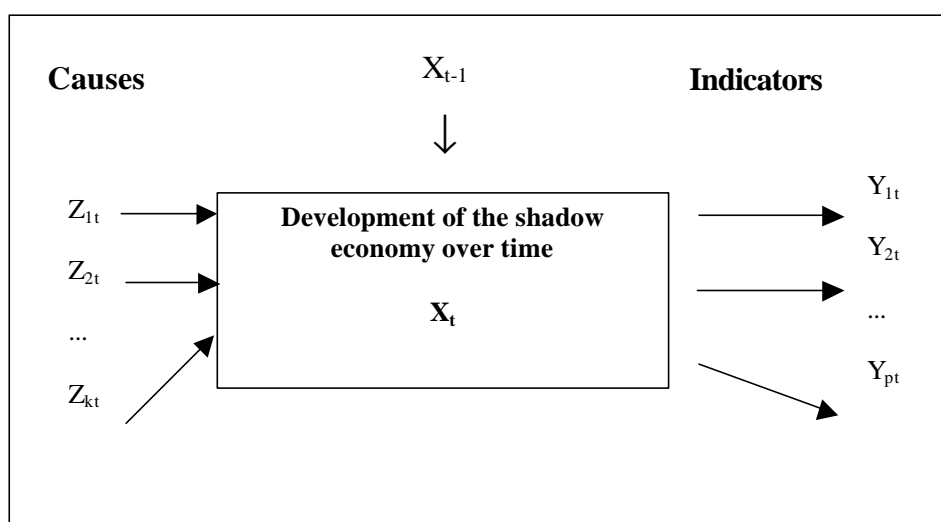 Causes
X_{t-1}
Indicators
Z_{1t}
Z_{2t}
...
Z_{kt}
Development of the shadow
economy over time
X_t
Y_{1t}
Y_{2t}
...
Y_{pt}